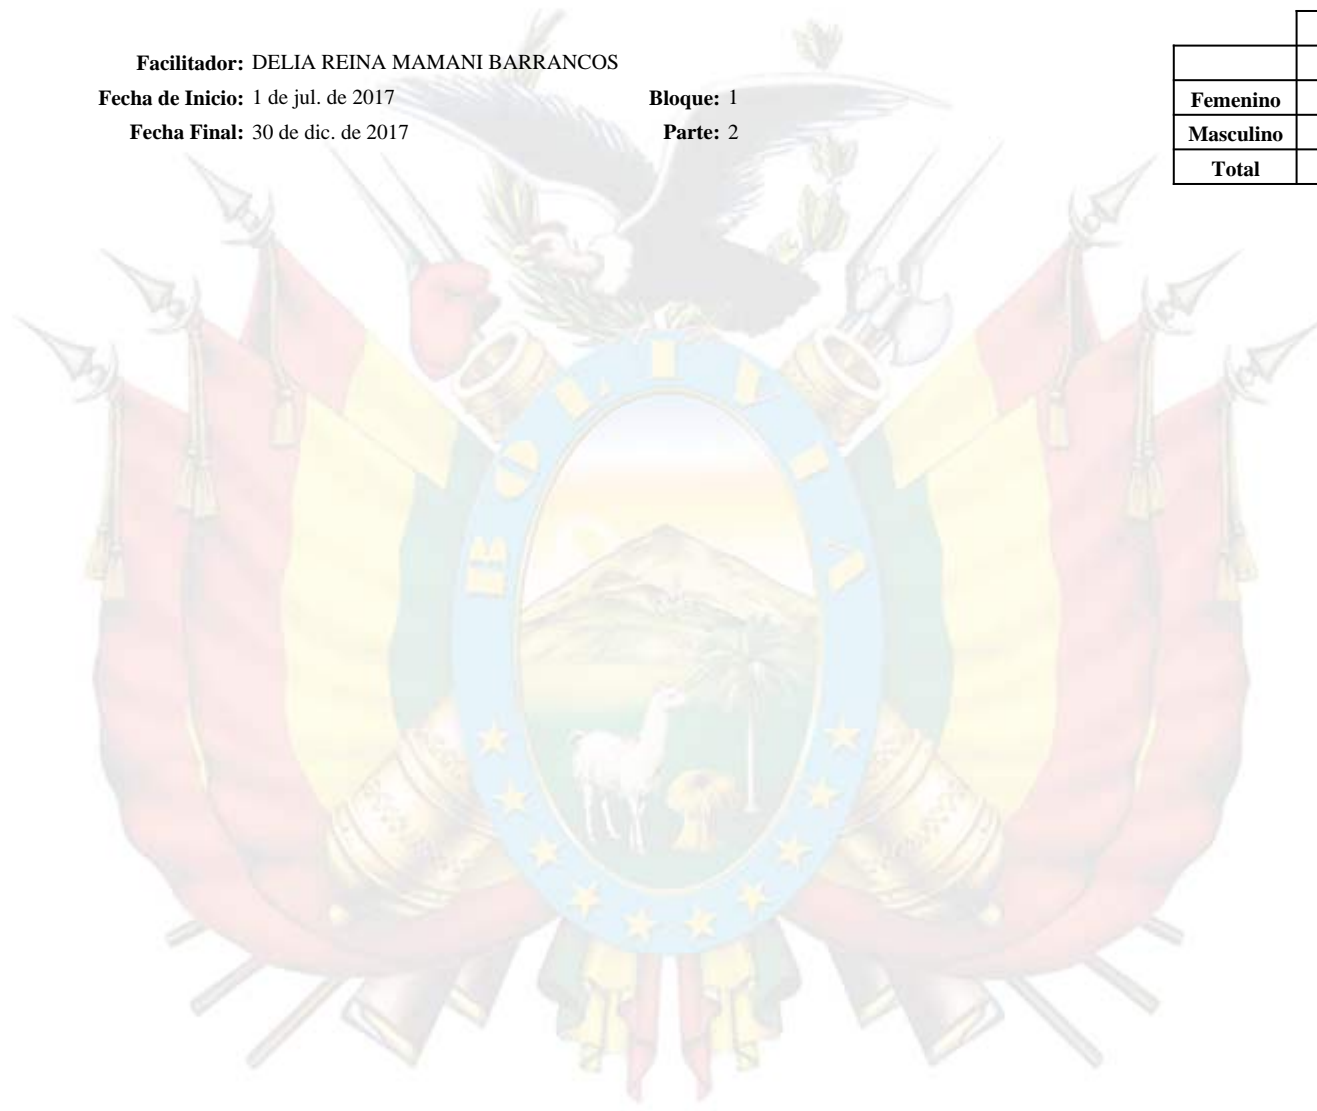 Facilitador: DELIA REINA MAMANI BARRANCOS
Fecha de Inicio: 1 de jul. de 2017 Bloque: 1
Fecha Final: 30 de dic. de 2017 Parte: 2
Femenino
Masculino
Total
BOLIVIA